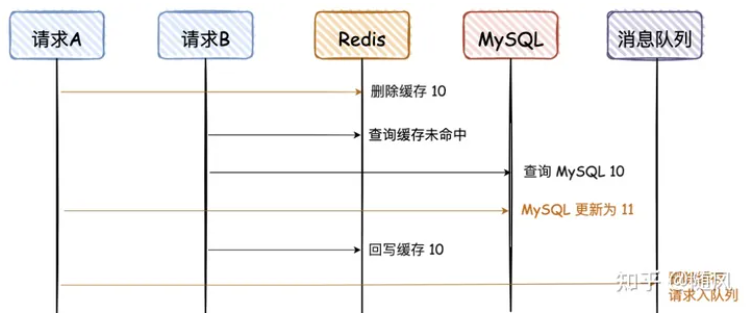 请求A
请求B
Redis
MySQL
消息队列
删除缓存 10
查询缓存未命中
查询 MySQL 10
MySQL 更新为 11
回写缓存 10
知乎 @随风
请求入队列